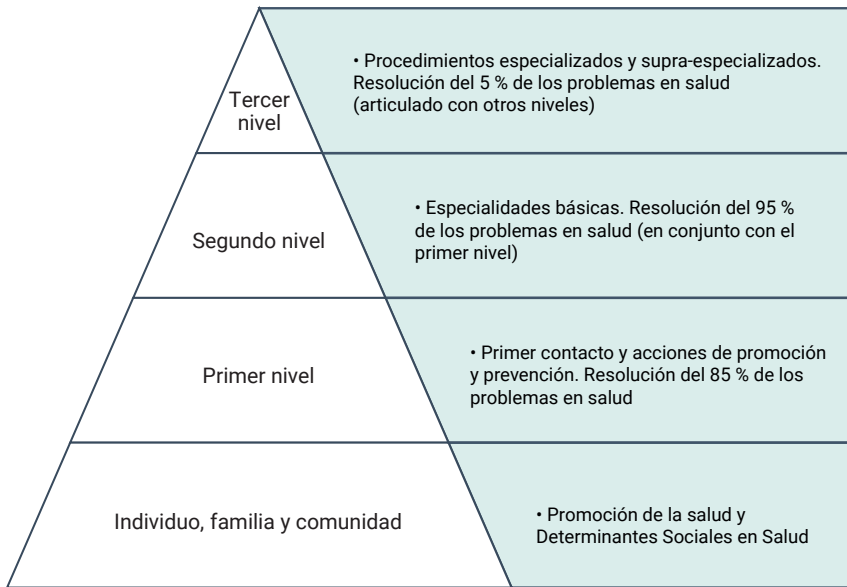 Tercer
nivel
• Procedimientos especializados y supra-especializados.
Resolución del 5 % de los problemas en salud
(articulado con otros niveles)
Segundo nivel
• Especialidades básicas. Resolución del 95 %
de los problemas en salud (en conjunto con el
primer nivel)
Primer nivel
• Primer contacto y acciones de promoción
y prevención. Resolución del 85 % de los
problemas en salud
Individuo, familia y comunidad
• Promoción de la salud y
Determinantes Sociales en Salud